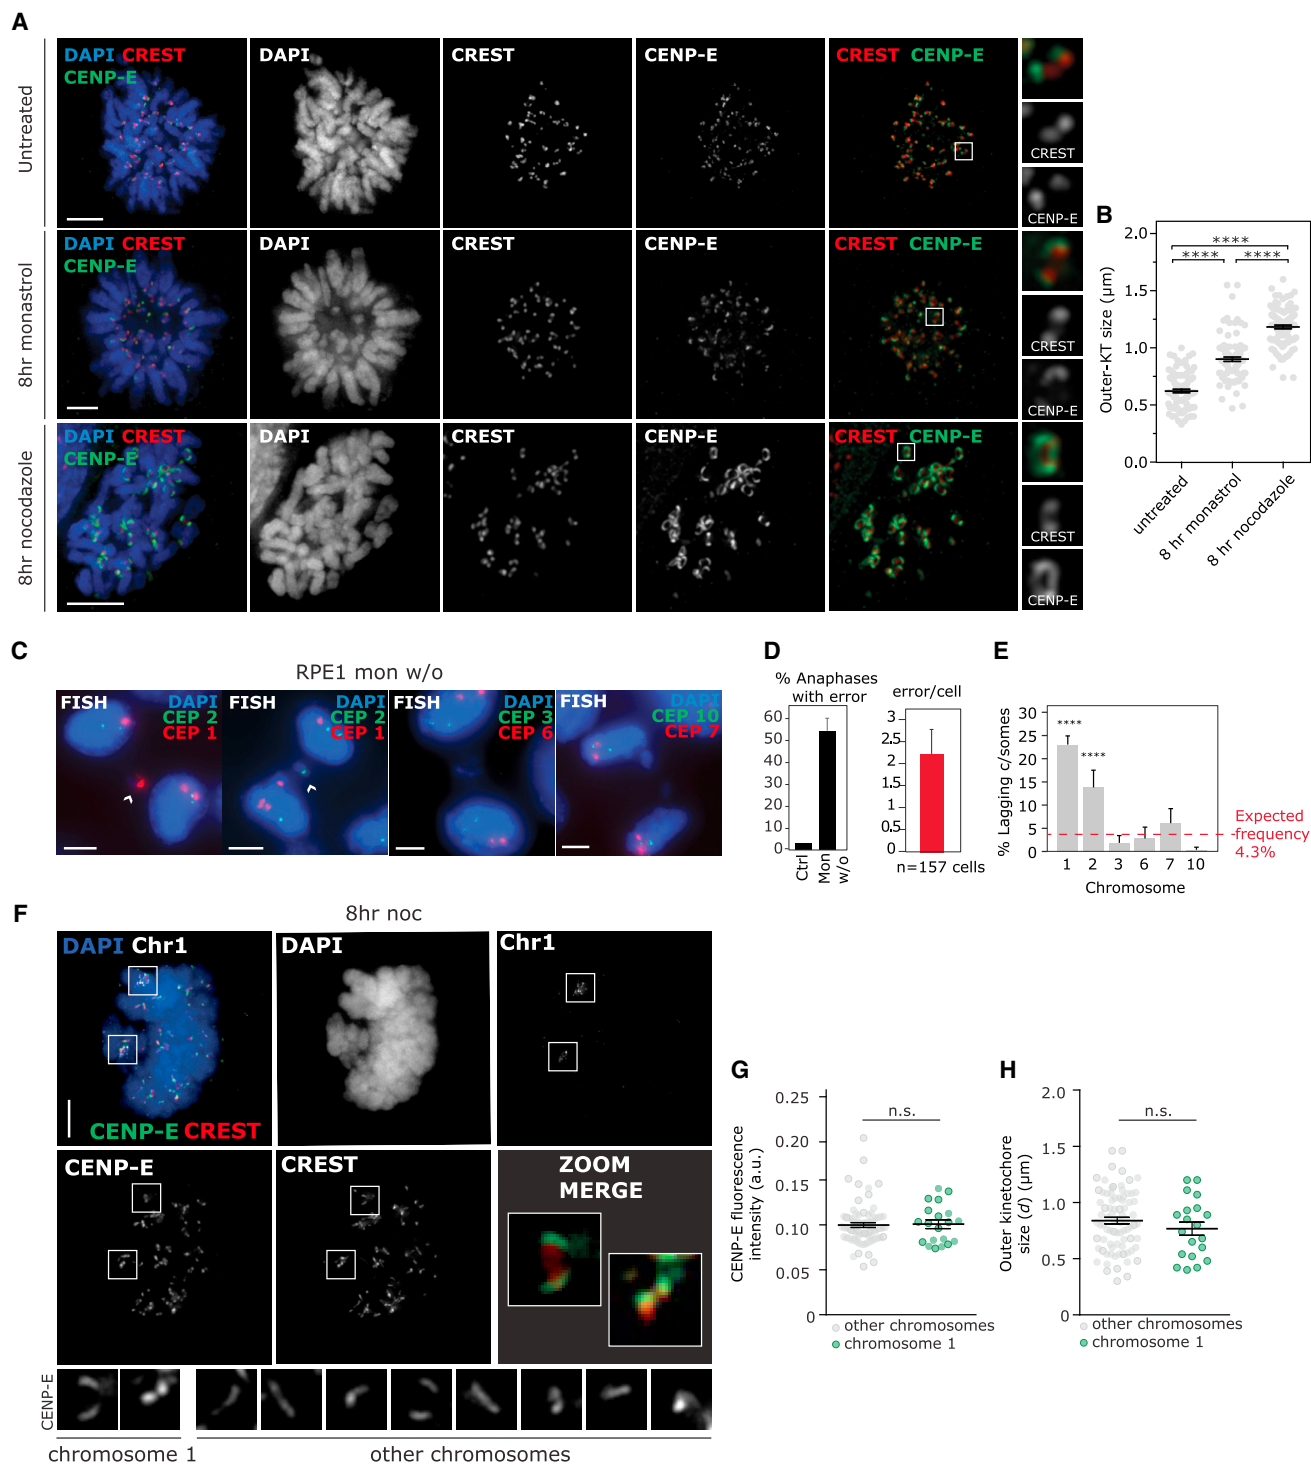 A
Untreated
DAPI CREST
CENP-E
DAPI
CREST
CENP-E
CREST CENP-E
CREST
CENP-E
8hr monastrol
DAPI CREST
CENP-E
DAPI
CREST
CENP-E
CREST CENP-E
CREST
CENP-E
8hr nocodazole
DAPI CREST
CENP-E
DAPI
CREST
CENP-E
CREST CENP-E
CREST
CENP-E
B
Outer-KT size (μm)
2.0
1.5
1.0
0.5
0.0
****
**** ****
untreated
8 hr monastrol
8 hr nocodazole
C
RPE1 mon w/o
FISH DAPI
CEP 2
CEP 1
FISH DAPI
CEP 2
CEP 1
FISH DAPI
CEP 3
CEP 6
FISH DAPI
CEP 10
CEP 7
D
% Anaphases
with error
60
50
40
30
20
10
0
Ctrl
Mon
w/o
error/cell
3
2.5
2
1.5
1
.5
0
n=157 cells
E
% Lagging c/somes
30
25
20
15
10
5
0
****
****
1 2 3 6 7 10
Chromosome
Expected
frequency
4.3%
F
8hr noc
DAPI Chr1
CENP-E CREST
DAPI
Chr1
CENP-E
CREST
ZOOM
MERGE
CENP-E
chromosome 1
other chromosomes
G
CENP-E fluorescence
intensity (a.u.)
0.25
0.20
0.15
0.10
0.05
0
n.s.
other chromosomes
chromosome 1
H
Outer kinetochore
size (d) (μm)
2.0
1.5
1.0
0.5
0
n.s.
other chromosomes
chromosome 1